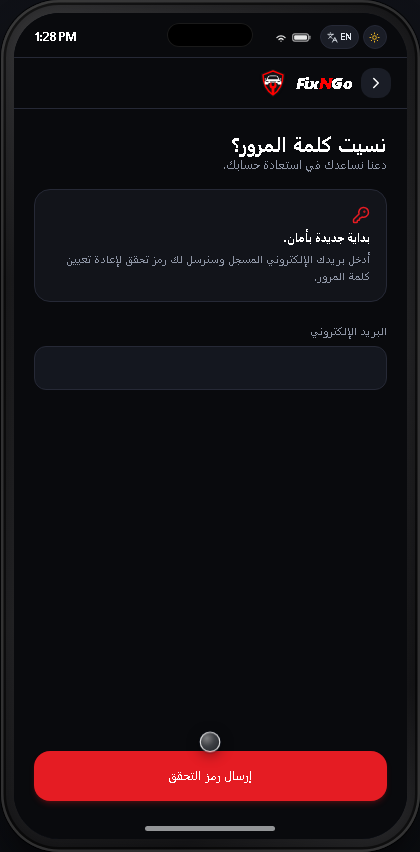 1:28 PM
EN
FixNGo
نسيت كلمة المرور؟
دعنا نساعدك في استعادة حسابك.
بداية جديدة بأمان.
أدخل بريدك الإلكتروني المسجل وسنرسل لك رمز تحقق لإعادة تعيين
كلمة المرور.
البريد الإلكتروني
إرسال رمز التحقق